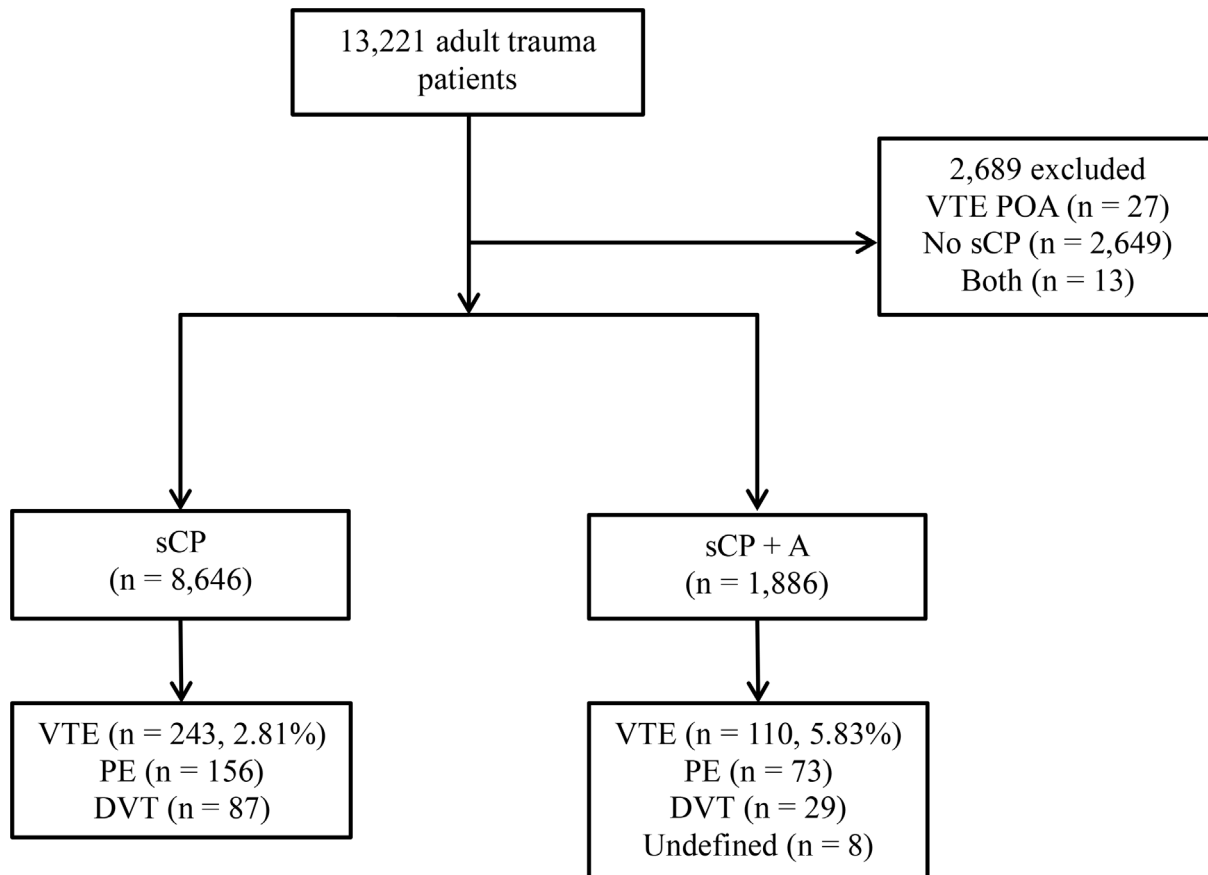 13,221 adult trauma
patients
2,689 excluded
VTE POA (n = 27)
No sCP (n = 2,649)
Both (n = 13)
sCP
(n = 8,646)
sCP + A
(n = 1,886)
VTE (n = 243, 2.81%)
PE (n = 156)
DVT (n = 87)
VTE (n = 110, 5.83%)
PE (n = 73)
DVT (n = 29)
Undefined (n = 8)